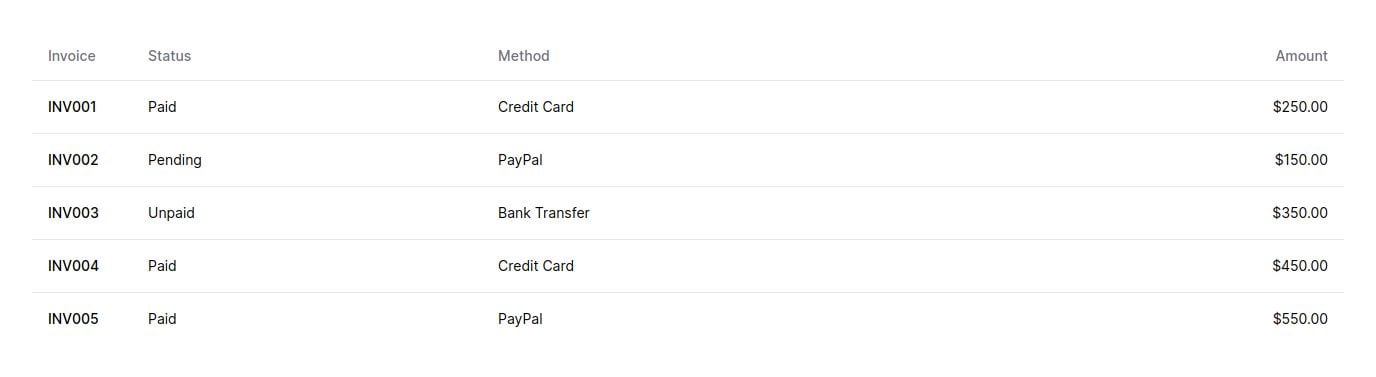 Invoice Status Method Amount
INV001 Paid Credit Card $250.00
INV002 Pending PayPal $150.00
INV003 Unpaid Bank Transfer $350.00
INV004 Paid Credit Card $450.00
INV005 Paid PayPal $550.00